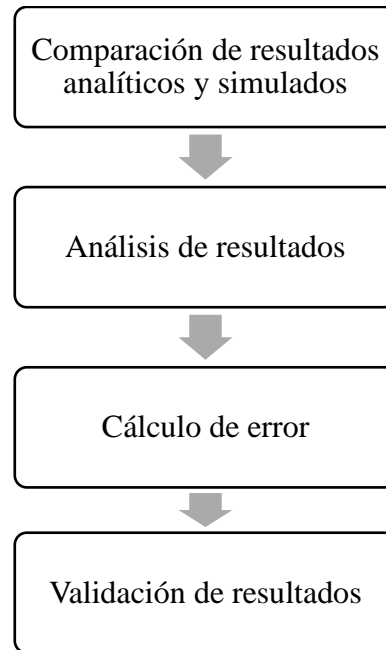 Comparación de resultados
analíticos y simulados
Análisis de resultados
Cálculo de error
Validación de resultados